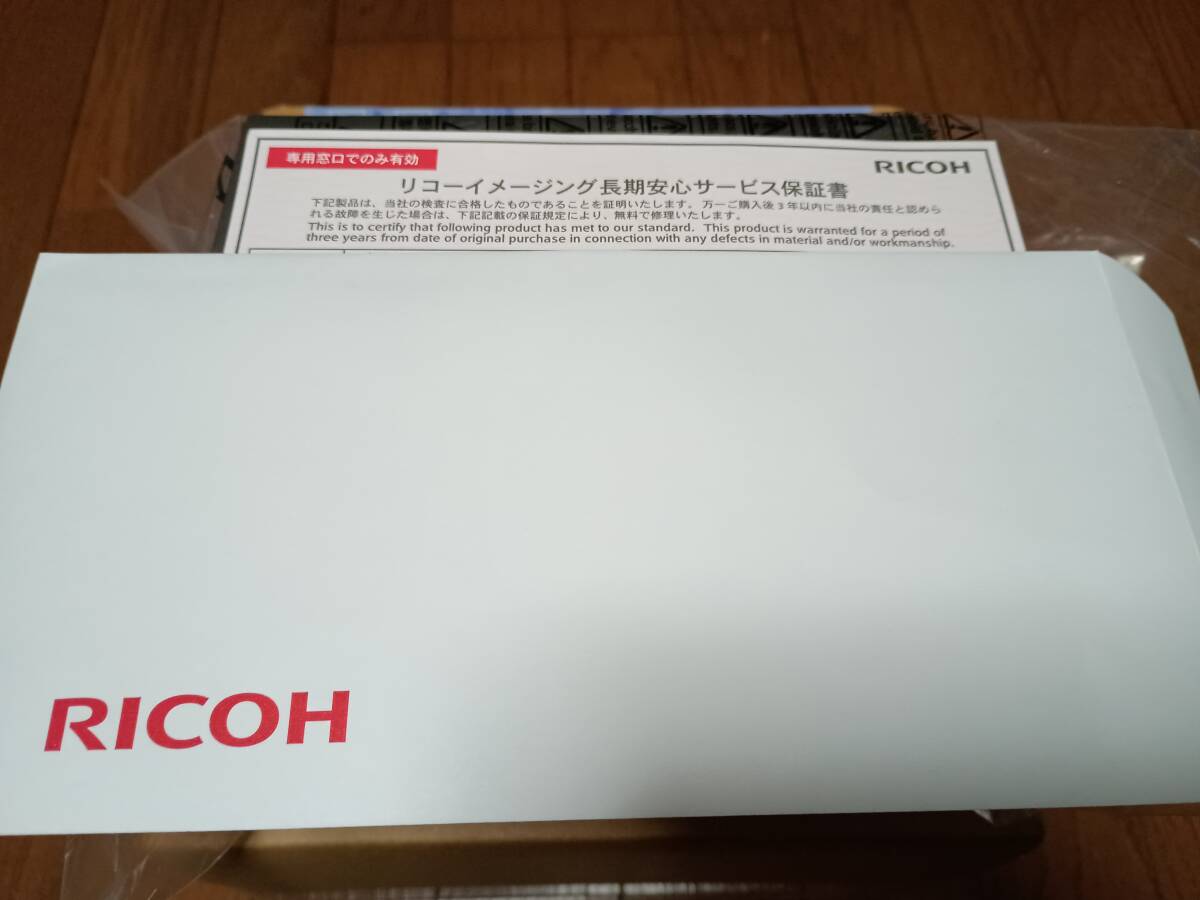 専用窓口でのみ有効
RICOH
リコーイメージング長期安心サービス保証書
下記製品は、当社の検査に合格したものであることを証明いたします。万一ご購入後3年以内に当社の責任と認めら
れる故障を生じた場合は、下記記載の保証規定により、無料で修理いたします。
This is to certify that following product has met to our standard. This product is warranted for a period of
three years from date of original purchase in connection with any defects in material and/or workmanship.
RICOH